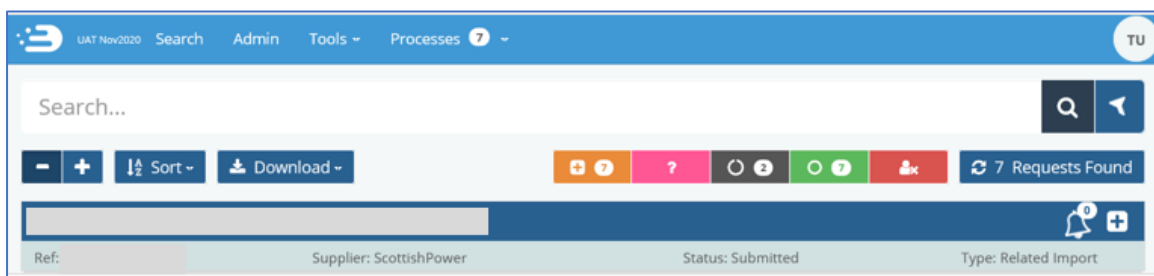 UAT Nov2020 Search Admin Tools Processes 7 TU
Search...
- + Sort Download 7 ? 2 7 7 Requests Found
0
Ref: Supplier: ScottishPower Status: Submitted Type: Related Import